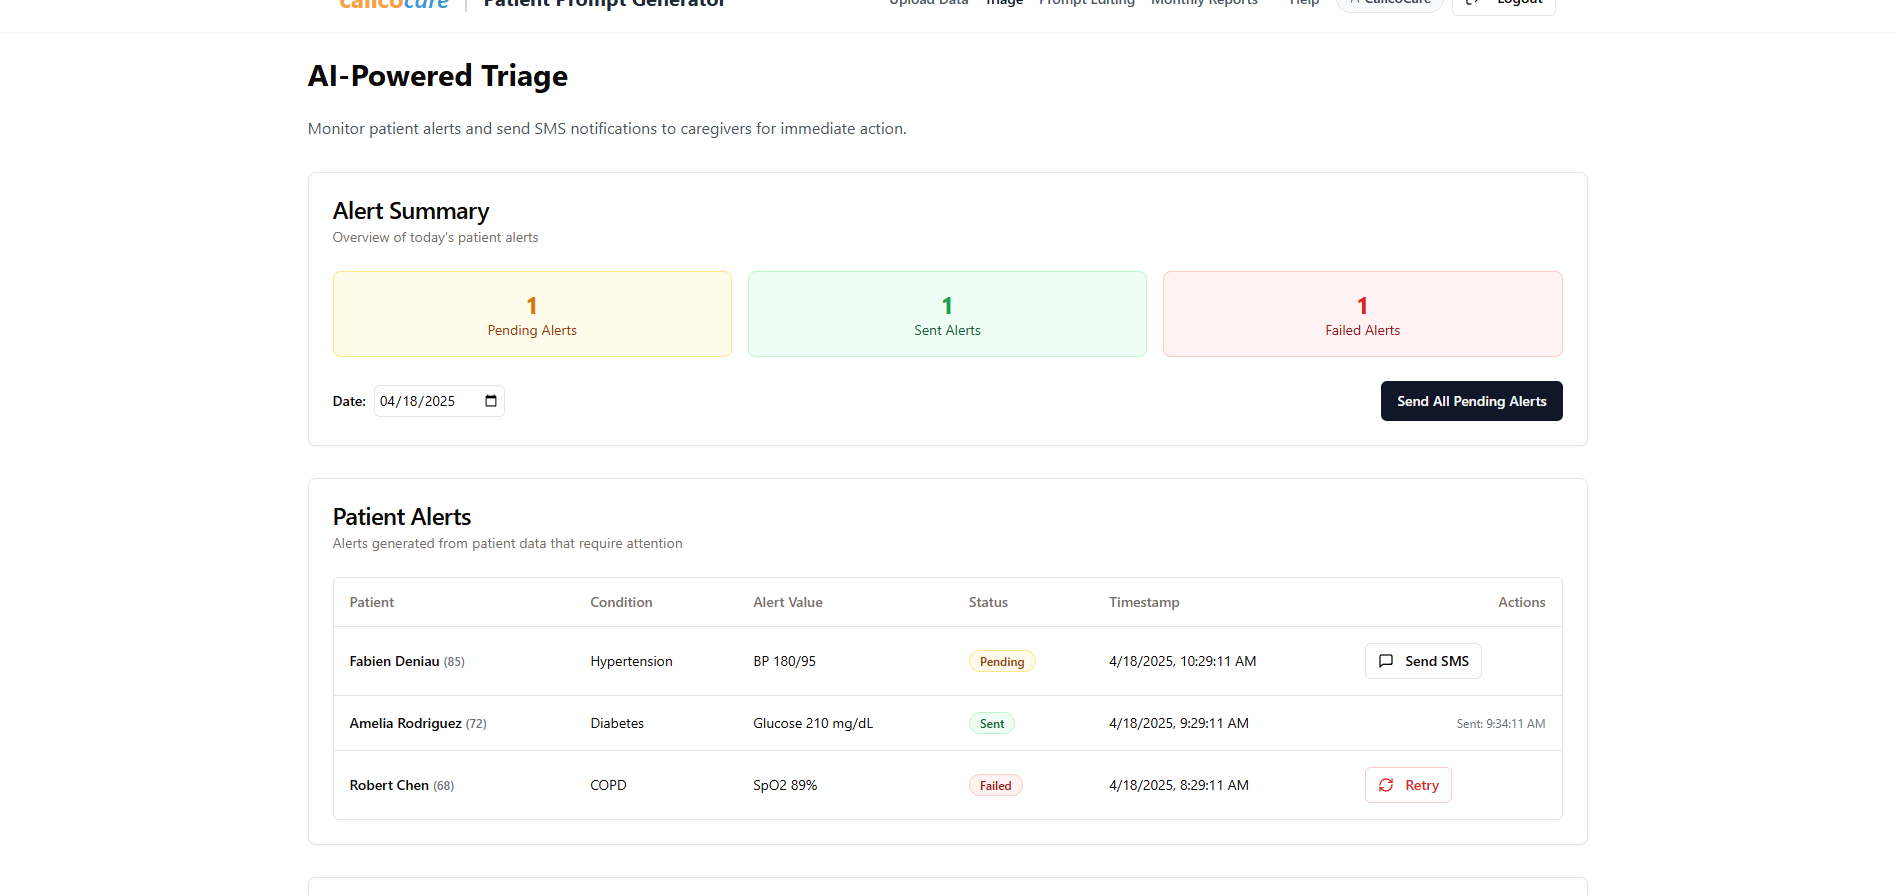 calicocare | Patient Prompt Generator
Upload Data Triage Prompt Editing Monthly Reports Help CalicoCare Logout
AI-Powered Triage
Monitor patient alerts and send SMS notifications to caregivers for immediate action.
Alert Summary
Overview of today's patient alerts
1 1 1
Pending Alerts Sent Alerts Failed Alerts
Date: 04/18/2025 Send All Pending Alerts
Patient Alerts
Alerts generated from patient data that require attention
Patient Condition Alert Value Status Timestamp Actions
Fabien Deniau (85) Hypertension BP 180/95 Pending 4/18/2025, 10:29:11 AM Send SMS
Amelia Rodriguez (72) Diabetes Glucose 210 mg/dL Sent 4/18/2025, 9:29:11 AM Sent: 9:34:11 AM
Robert Chen (68) COPD SpO2 89% Failed 4/18/2025, 8:29:11 AM Retry